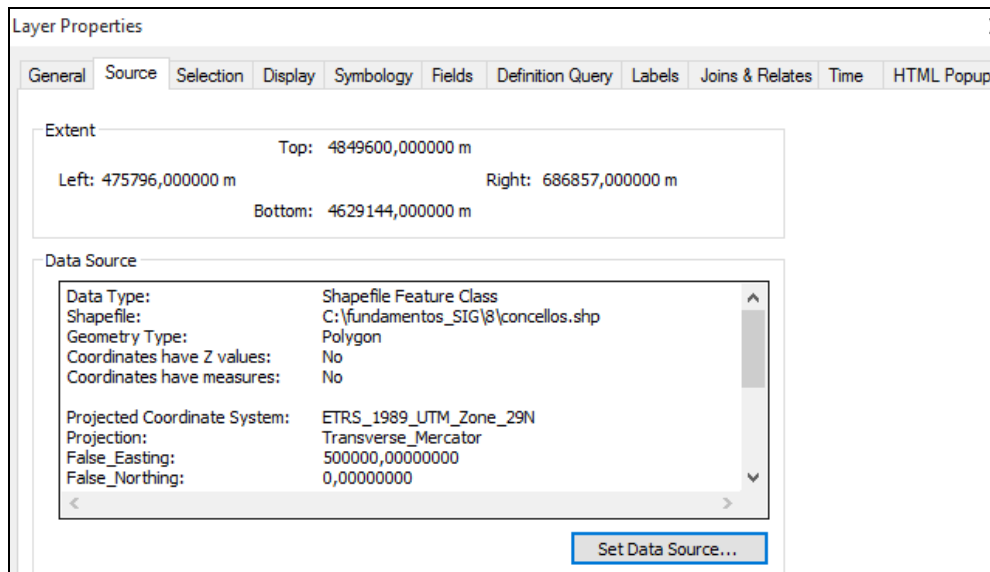 Layer Properties
General Source Selection Display Symbology Fields Definition Query Labels Joins & Relates Time HTML Popup
Extent
Top: 4849600,000000 m
Left: 475796,000000 m Right: 686857,000000 m
Bottom: 4629144,000000 m
Data Source
Data Type: Shapefile Feature Class
Shapefile: C:\fundamentos_SIG\8\concellos.shp
Geometry Type: Polygon
Coordinates have Z values: No
Coordinates have measures: No
Projected Coordinate System: ETRS_1989_UTM_Zone_29N
Projection: Transverse_Mercator
False_Easting: 500000,00000000
False_Northing: 0,00000000
Set Data Source...